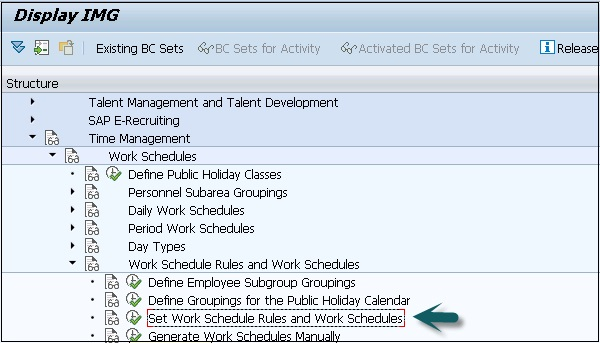 Display IMG
Existing BC Sets BC Sets for Activity Activated BC Sets for Activity Release
Structure
Talent Management and Talent Development
SAP E-Recruiting
Time Management
Work Schedules
Define Public Holiday Classes
Personnel Subarea Groupings
Daily Work Schedules
Period Work Schedules
Day Types
Work Schedule Rules and Work Schedules
Define Employee Subgroup Groupings
Define Groupings for the Public Holiday Calendar
Set Work Schedule Rules and Work Schedules
Generate Work Schedules Manually